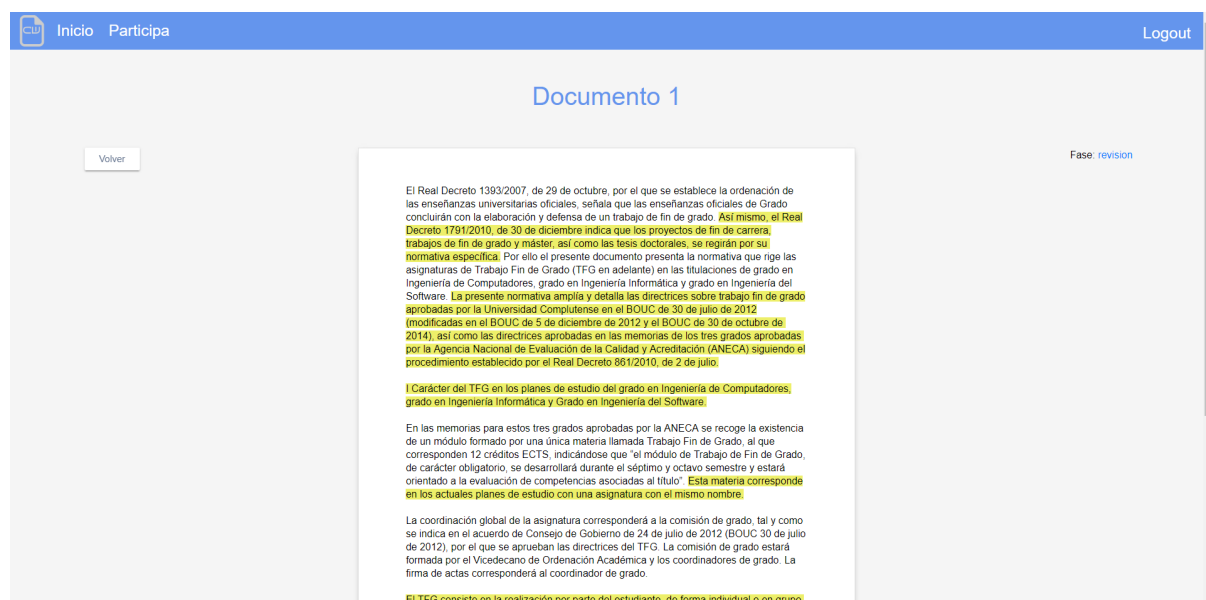 CW Inicio Participa Logout
Documento 1
Volver
Fase: revision
El Real Decreto 1393/2007, de 29 de octubre, por el que se establece la ordenación de
las enseñanzas universitarias oficiales, señala que las enseñanzas oficiales de Grado
concluirán con la elaboración y defensa de un trabajo de fin de grado. Así mismo, el Real
Decreto 1791/2010, de 30 de diciembre indica que los proyectos de fin de carrera,
trabajos de fin de grado y máster, así como las tesis doctorales, se regirán por su
normativa específica. Por ello el presente documento presenta la normativa que rige las
asignaturas de Trabajo Fin de Grado (TFG en adelante) en las titulaciones de grado en
Ingeniería de Computadores, grado en Ingeniería Informática y grado en Ingeniería del
Software. La presente normativa amplía y detalla las directrices sobre trabajo fin de grado
aprobadas por la Universidad Complutense en el BOUC de 30 de julio de 2012
(modificadas en el BOUC de 5 de diciembre de 2012 y el BOUC de 30 de octubre de
2014), así como las directrices aprobadas en las memorias de los tres grados aprobadas
por la Agencia Nacional de Evaluación de la Calidad y Acreditación (ANECA) siguiendo el
procedimiento establecido por el Real Decreto 861/2010, de 2 de julio.
I Carácter del TFG en los planes de estudio del grado en Ingeniería de Computadores,
grado en Ingeniería Informática y Grado en Ingeniería del Software.
En las memorias para estos tres grados aprobadas por la ANECA se recoge la existencia
de un módulo formado por una única materia llamada Trabajo Fin de Grado, al que
corresponden 12 créditos ECTS, indicándose que "el módulo de Trabajo de Fin de Grado,
de carácter obligatorio, se desarrollará durante el séptimo y octavo semestre y estará
orientado a la evaluación de competencias asociadas al título". Esta materia corresponde
en los actuales planes de estudio con una asignatura con el mismo nombre.
La coordinación global de la asignatura corresponderá a la comisión de grado, tal y como
se indica en el acuerdo de Consejo de Gobierno de 24 de julio de 2012 (BOUC 30 de julio
de 2012), por el que se aprueban las directrices del TFG. La comisión de grado estará
formada por el Vicedecano de Ordenación Académica y los coordinadores de grado. La
firma de actas corresponderá al coordinador de grado.
El TFG consiste en la realización por parte del estudiante, de forma individual o en grupo,